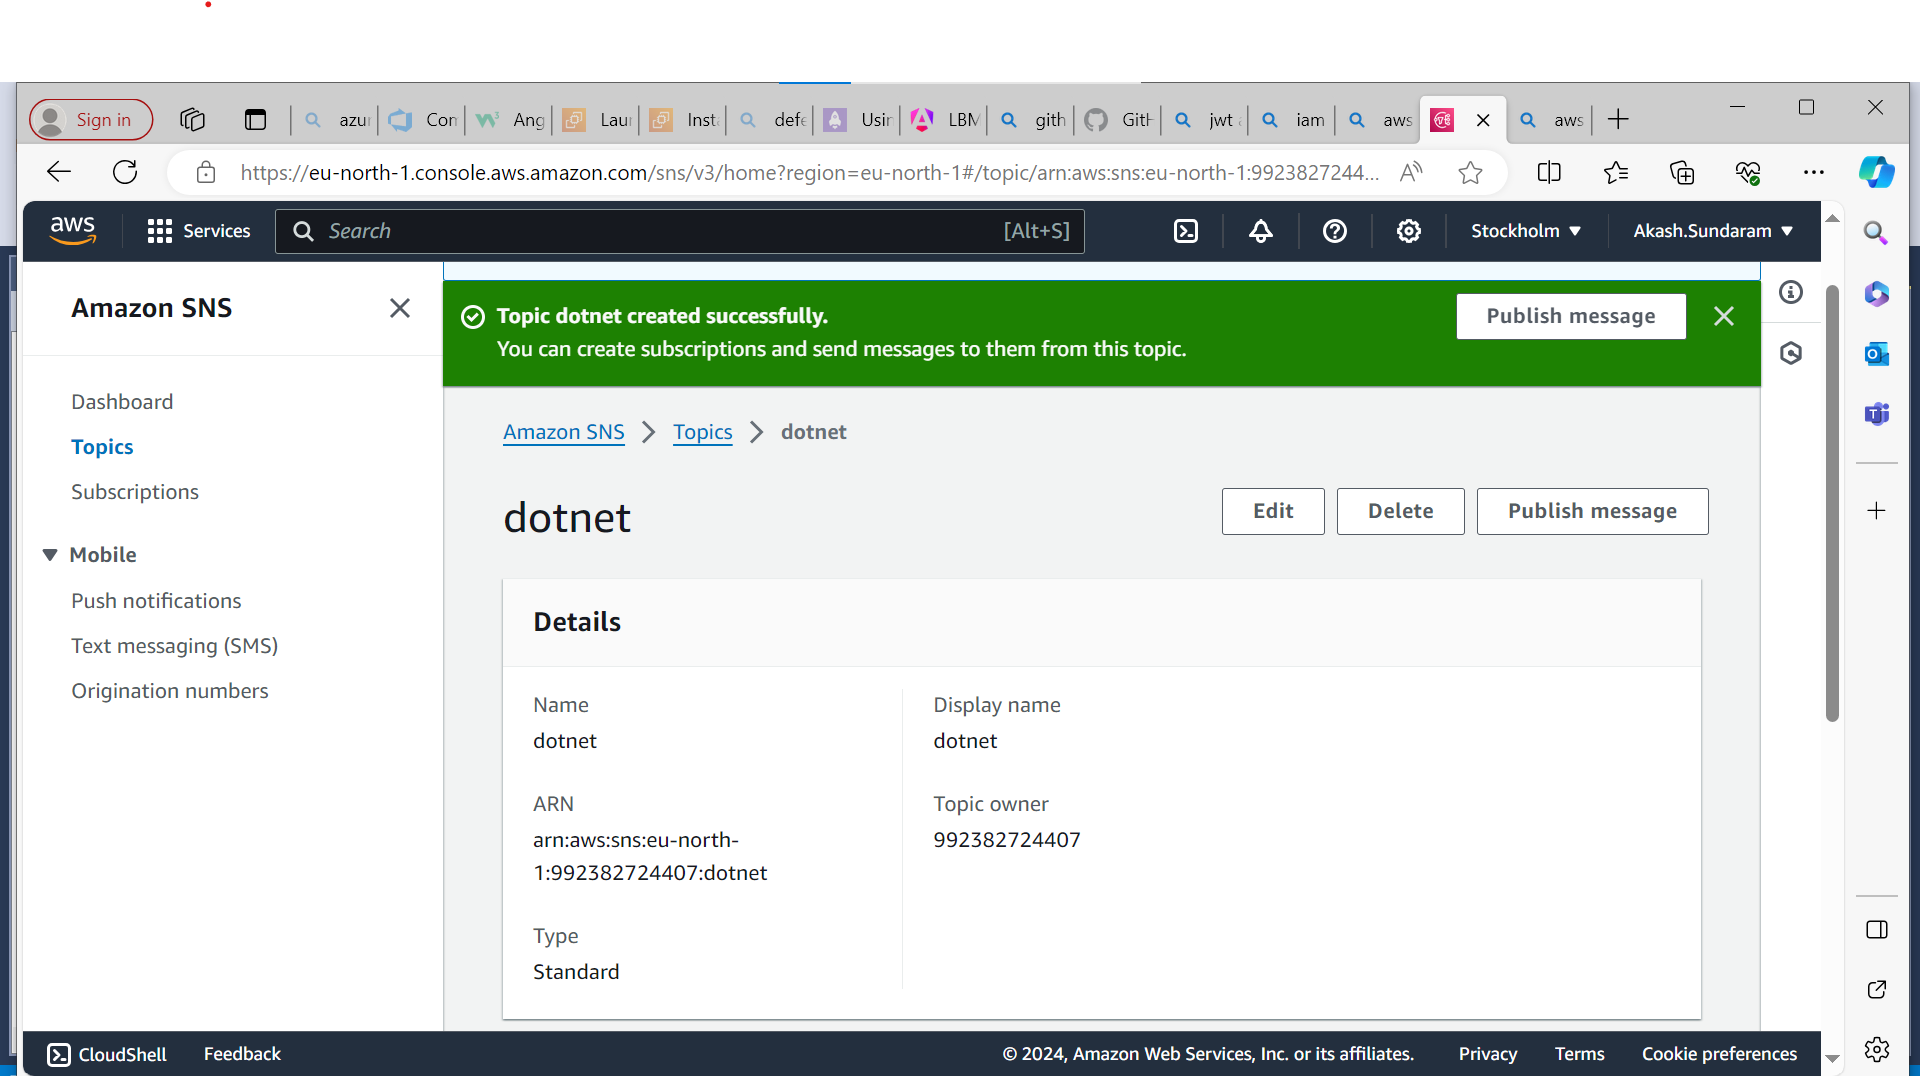 Sign in
azur
Con
Ang
Laun
Inst
defe
Usin
LBM
gith
GitH
jwt
iam
aws
aws
https://eu-north-1.console.aws.amazon.com/sns/v3/home?region=eu-north-1#/topic/arn:aws:sns:eu-north-1:9923827244...
aws
Services
Search
[Alt+S]
Stockholm
Akash.Sundaram
Amazon SNS
Dashboard
Topics
Subscriptions
Mobile
Push notifications
Text messaging (SMS)
Origination numbers
Topic dotnet created successfully.
You can create subscriptions and send messages to them from this topic.
Publish message
Amazon SNS > Topics > dotnet
dotnet
Edit
Delete
Publish message
Details
Name
dotnet
ARN
arn:aws:sns:eu-north-
1:992382724407:dotnet
Type
Standard
Display name
dotnet
Topic owner
992382724407
CloudShell
Feedback
© 2024, Amazon Web Services, Inc. or its affiliates.
Privacy
Terms
Cookie preferences